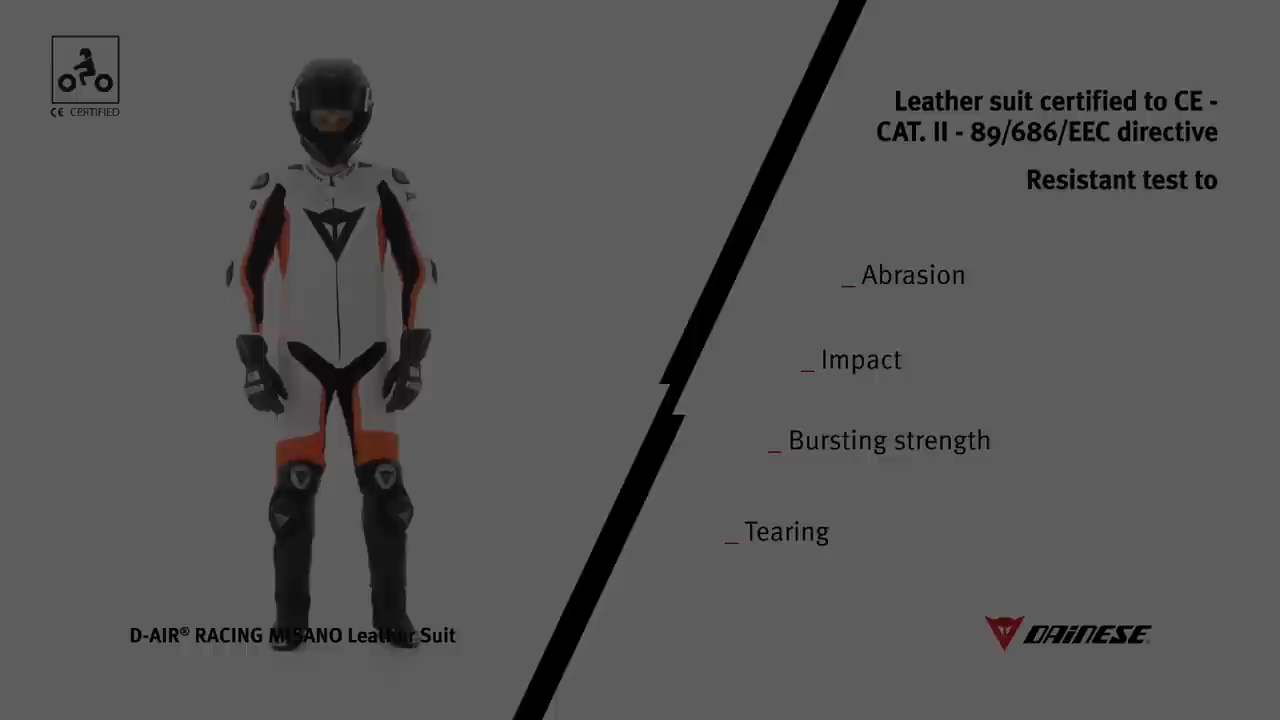 CE CERTIFIED
Leather suit certified to CE -
CAT. II - 89/686/EEC directive
Resistant test to
_ Abrasion
_ Impact
_ Bursting strength
_ Tearing
D-AIR® RACING MISANO Leather Suit
DAINESE